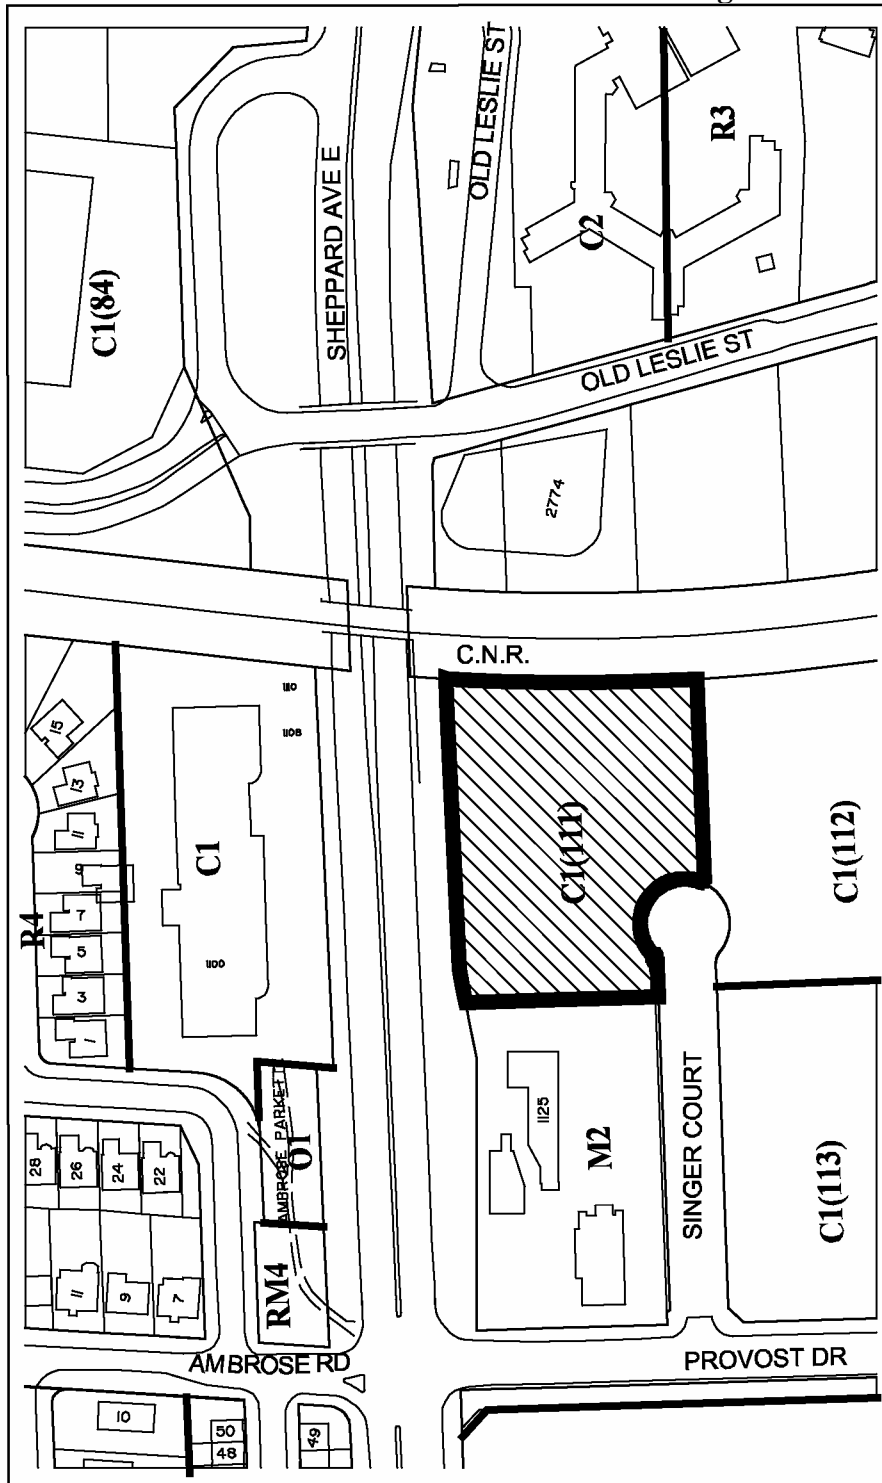 OLD LESLIE ST
R3
SHEPPARD AVE E
C2
C1(84)
OLD LESLIE ST
2774
C.N.R.
1110
1108
15
13
11
9
7
5
3
1
R4
C1
1100
C1(111)
C1(112)
AMBROSE PARKET
O1
1125
M2
SINGER COURT
C1(113)
28
26
24
22
11
9
7
RM4
AMBROSE RD
PROVOST DR
10
50
48
49